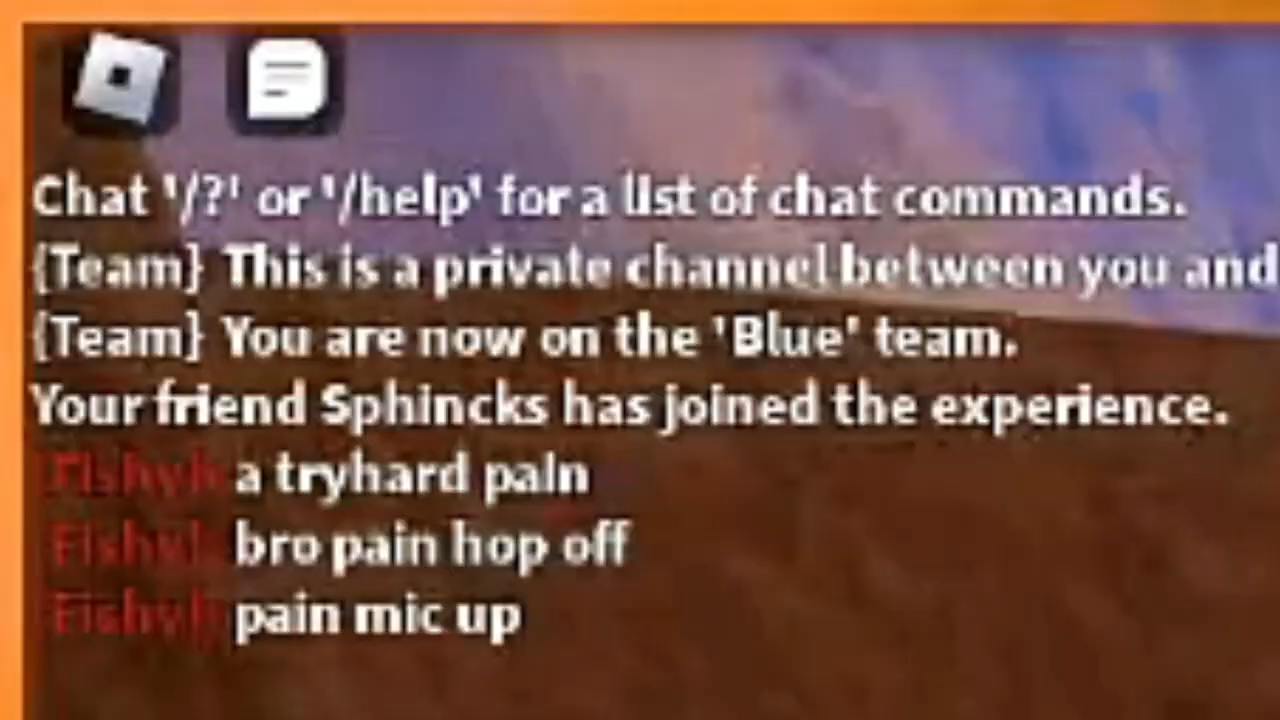 Chat '/?' or '/help' for a list of chat commands.
{Team} This is a private channel between you and
{Team} You are now on the 'Blue' team.
Your friend Sphincks has joined the experience.
a tryhard pain
bro pain hop off
pain mic up